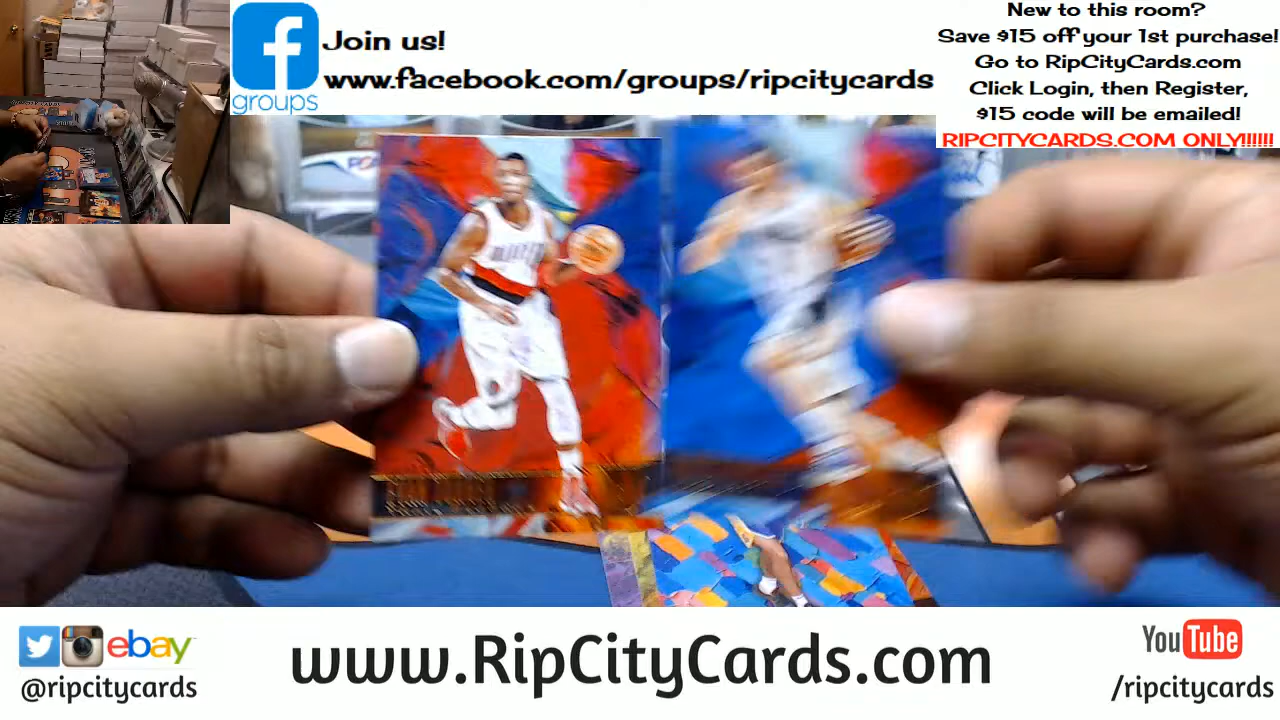 Join us!
www.facebook.com/groups/ripcitycards
groups
New to this room?
Save $15 off your 1st purchase!
Go to RipCityCards.com
Click Login, then Register,
$15 code will be emailed!
RIPCITYCARDS.COM ONLY!!!!!!
ebay
@ripcitycards
www.RipCityCards.com
YouTube
/ripcitycards